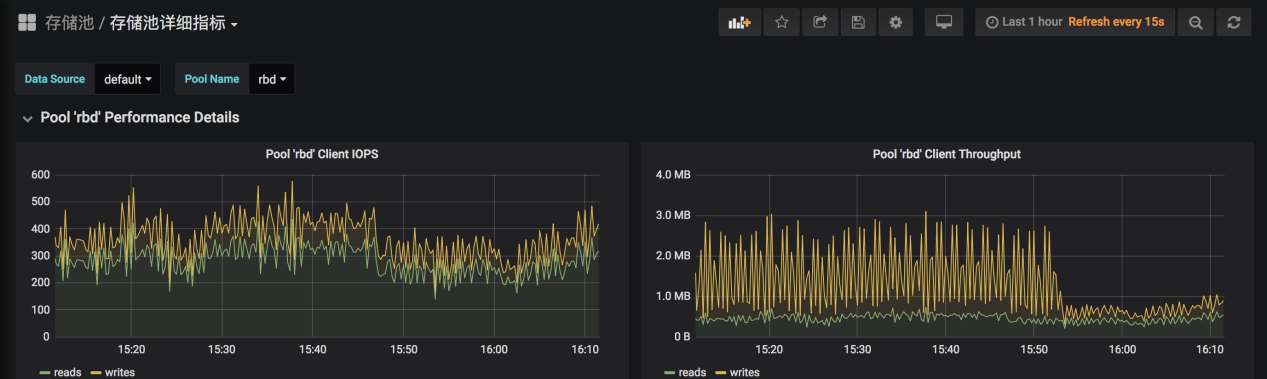 存储池 / 存储池详细指标
Last 1 hour Refresh every 15s
Data Source default Pool Name rbd
Pool 'rbd' Performance Details
Pool 'rbd' Client IOPS
600
500
400
300
200
100
0
15:20 15:30 15:40 15:50 16:00 16:10
reads writes
Pool 'rbd' Client Throughput
4.0 MB
3.0 MB
2.0 MB
1.0 MB
0 B
15:20 15:30 15:40 15:50 16:00 16:10
reads writes